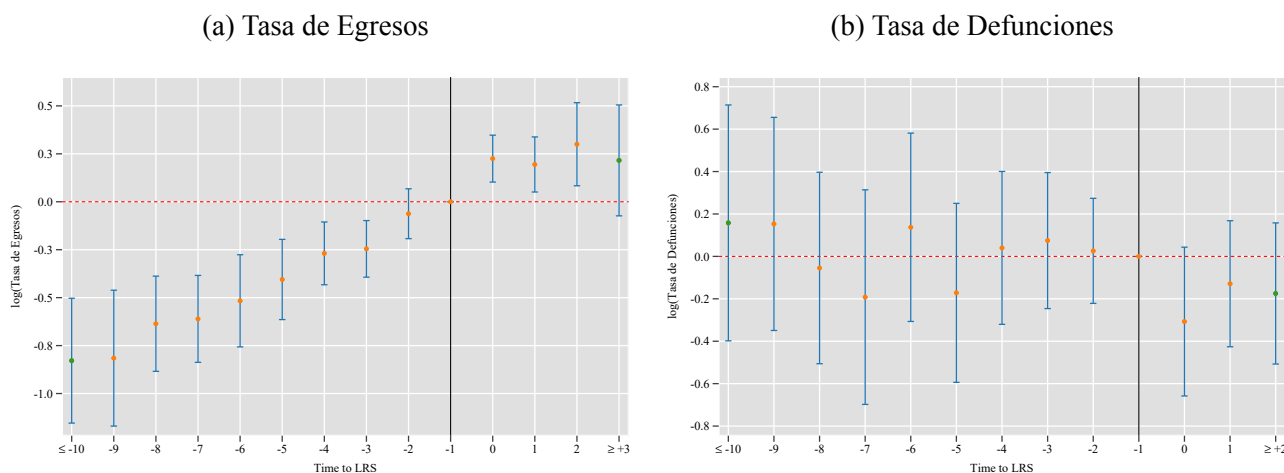 (a) Tasa de Egresos
0.5
0.3
0.0
-0.3
-0.5
-0.8
-1.0
log(Tasa de Egresos)
≤ -10 -9 -8 -7 -6 -5 -4 -3 -2 -1 0 1 2 ≥ +3
Time to LRS
(b) Tasa de Defunciones
0.8
0.6
0.4
0.2
0.0
-0.2
-0.4
-0.6
-0.8
log(Tasa de Defunciones)
≤ -10 -9 -8 -7 -6 -5 -4 -3 -2 -1 0 1 ≥ +2
Time to LRS